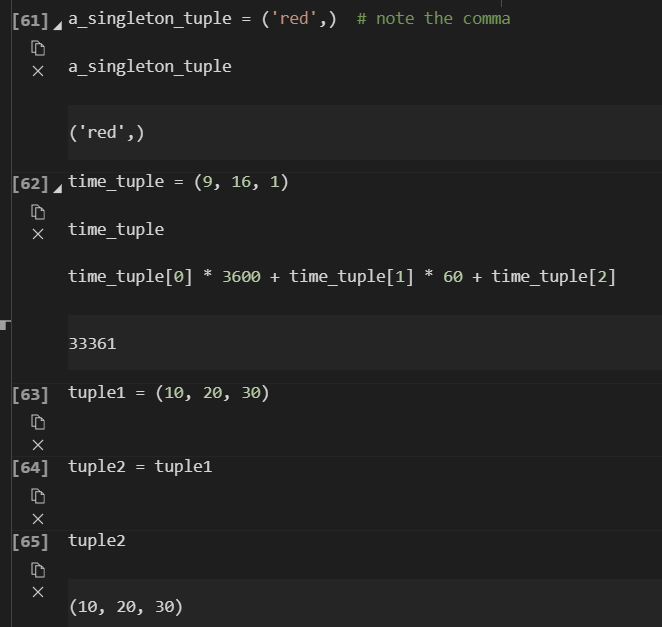 [61] a_singleton_tuple = ('red',)  # note the comma
a_singleton_tuple
('red',)
[62] time_tuple = (9, 16, 1)
time_tuple
time_tuple[0] * 3600 + time_tuple[1] * 60 + time_tuple[2]
33361
[63] tuple1 = (10, 20, 30)
[64] tuple2 = tuple1
[65] tuple2
(10, 20, 30)